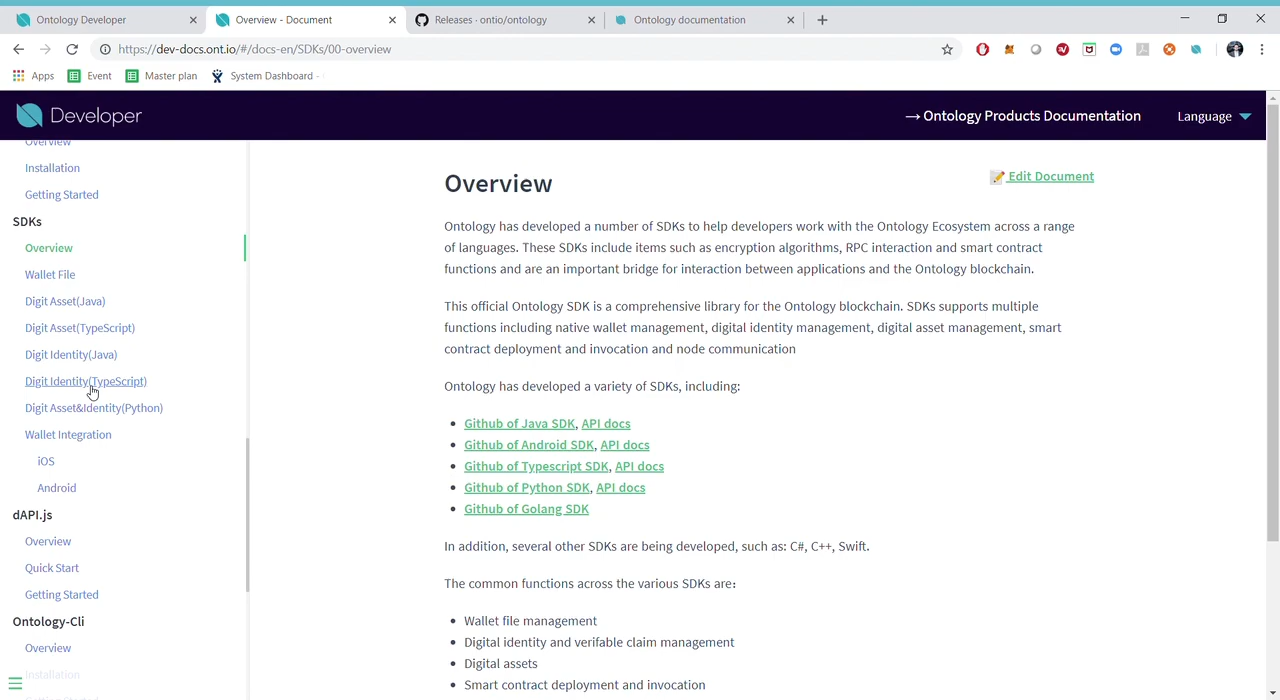 Ontology Developer
Overview - Document
Releases · ontio/ontology
Ontology documentation
https://dev-docs.ont.io/#/docs-en/SDKs/00-overview
Apps
Event
Master plan
System Dashboard -
Developer
→ Ontology Products Documentation
Language
Overview
Installation
Getting Started
SDKs
Overview
Wallet File
Digit Asset(Java)
Digit Asset(TypeScript)
Digit Identity(Java)
Digit Identity(TypeScript)
Digit Asset&Identity(Python)
Wallet Integration
iOS
Android
dAPI.js
Overview
Quick Start
Getting Started
Ontology-Cli
Overview
Installation
Getting Started
Overview
Edit Document
Ontology has developed a number of SDKs to help developers work with the Ontology Ecosystem across a range
of languages. These SDKs include items such as encryption algorithms, RPC interaction and smart contract
functions and are an important bridge for interaction between applications and the Ontology blockchain.
This official Ontology SDK is a comprehensive library for the Ontology blockchain. SDKs supports multiple
functions including native wallet management, digital identity management, digital asset management, smart
contract deployment and invocation and node communication
Ontology has developed a variety of SDKs, including:
• Github of Java SDK, API docs
• Github of Android SDK, API docs
• Github of Typescript SDK, API docs
• Github of Python SDK, API docs
• Github of Golang SDK
In addition, several other SDKs are being developed, such as: C#, C++, Swift.
The common functions across the various SDKs are：
• Wallet file management
• Digital identity and verifable claim management
• Digital assets
• Smart contract deployment and invocation